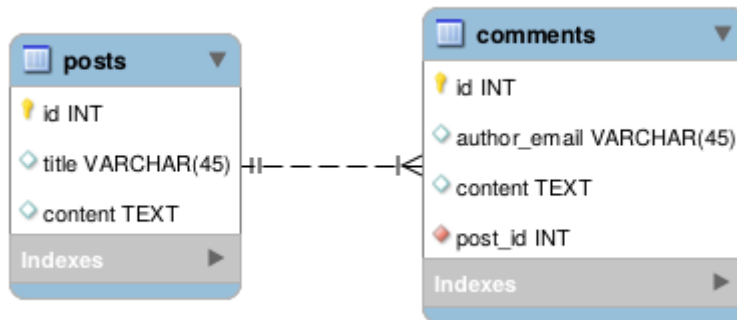 posts
id INT
title VARCHAR(45)
content TEXT
Indexes
comments
id INT
author_email VARCHAR(45)
content TEXT
post_id INT
Indexes